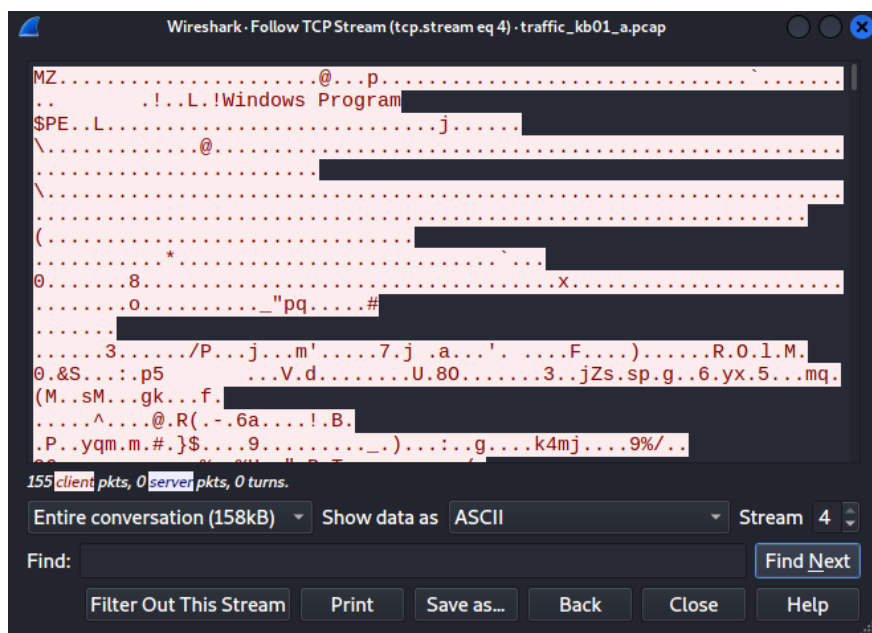 Wireshark · Follow TCP Stream (tcp.stream eq 4) · traffic_kb01_a.pcap
MZ......................@...p...............................`.......
.. .!..L.!Windows Program
$PE..L............................j......
\.............@.....................................................
........................
\...................................................................
.................................................................
(...............................
...........*...........................`...
0.......8....................................x.......................
........o.........._"pq.....#
.......
......3....../P...j...m'.....7.j .a...'. ....F....)......R.O.l.M.
0.&S...:.p5 ...V.d........U.8O.......3..jZs.sp.g..6.yx.5...mq.
(M..sM...gk...f.
.....^....@.R(.-.6a....!.B.
.P..yqm.m.#.}$....9.........._.)...:..g....k4mj....9%/..
155 client pkts, 0 server pkts, 0 turns.
Entire conversation (158kB) Show data as ASCII Stream 4
Find: Find Next
Filter Out This Stream Print Save as... Back Close Help